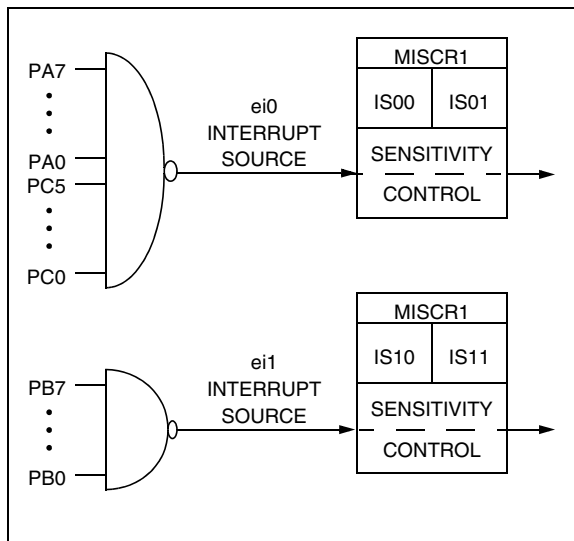 PA7
PA0
PC5
PC0
ei0
INTERRUPT
SOURCE
MISCR1
IS00 IS01
SENSITIVITY
CONTROL
PB7
PB0
ei1
INTERRUPT
SOURCE
MISCR1
IS10 IS11
SENSITIVITY
CONTROL